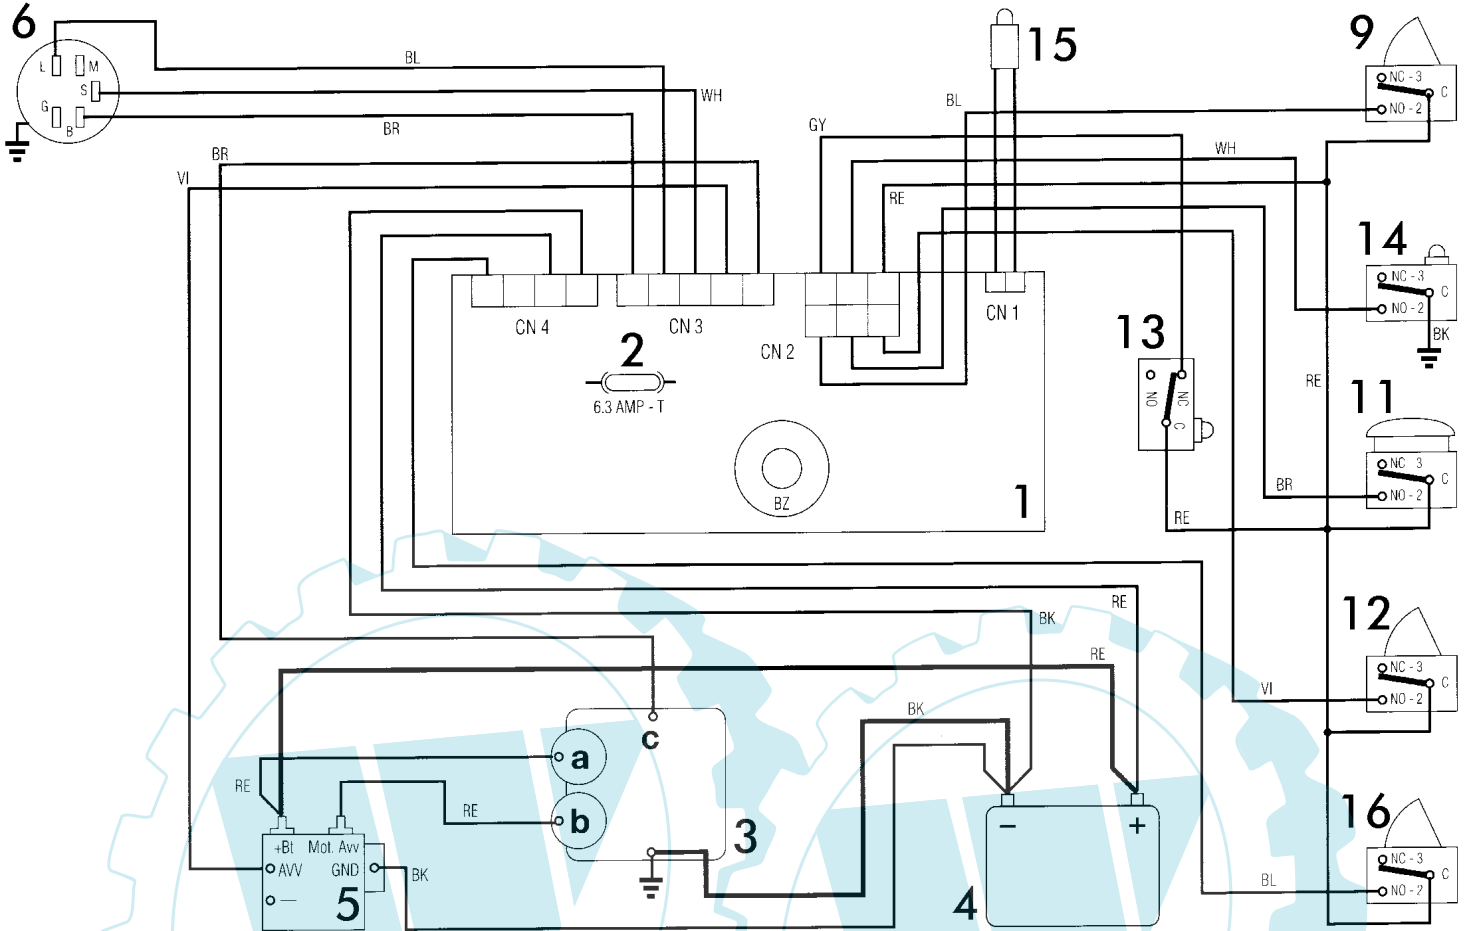 6
15
9
L
M
S
G
B
BL
WH
BR
BR
VI
BL
GY
WH
RE
NC - 3
C
NO - 2
14
NC - 3
C
NO - 2
BK
CN 4
CN 3
CN 2
CN 1
2
6.3 AMP - T
BZ
1
13
NO
NC
C
RE
RE
11
NC 3
C
NO - 2
BR
RE
BK
RE
12
NC - 3
C
NO - 2
VI
BK
c
a
b
3
RE
RE
+Bt
Mot. Avv
AVV
GND
—
5
BK
−
+
4
16
NC - 3
C
NO - 2
BL